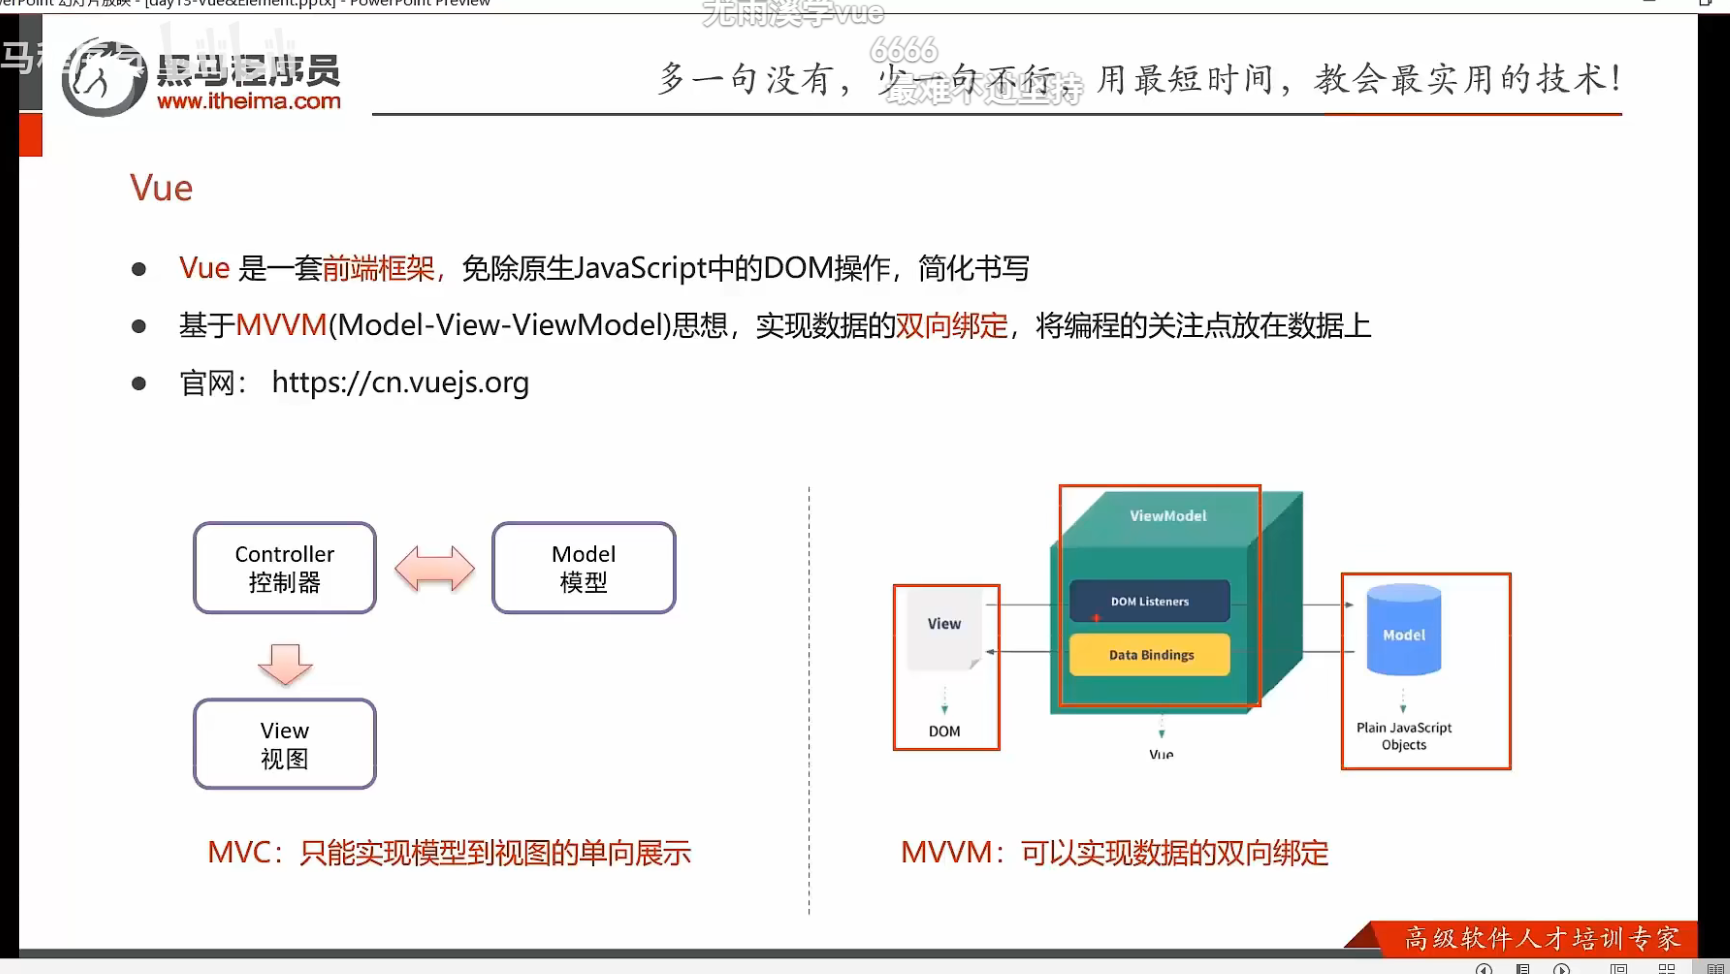 [day15-Vue&Element.pptx] - PowerPoint Preview
尤雨溪学vue
6666
最难不过坚持
黑马程序员
www.itheima.com
多一句没有，少一句不行，用最短时间，教会最实用的技术！
Vue
● Vue 是一套前端框架，免除原生JavaScript中的DOM操作，简化书写
● 基于MVVM(Model-View-ViewModel)思想，实现数据的双向绑定，将编程的关注点放在数据上
● 官网： https://cn.vuejs.org
Controller
控制器
Model
模型
View
视图
MVC：只能实现模型到视图的单向展示
ViewModel
DOM Listeners
Data Bindings
View
DOM
Vue
Model
Plain JavaScript
Objects
MVVM：可以实现数据的双向绑定
高级软件人才培训专家